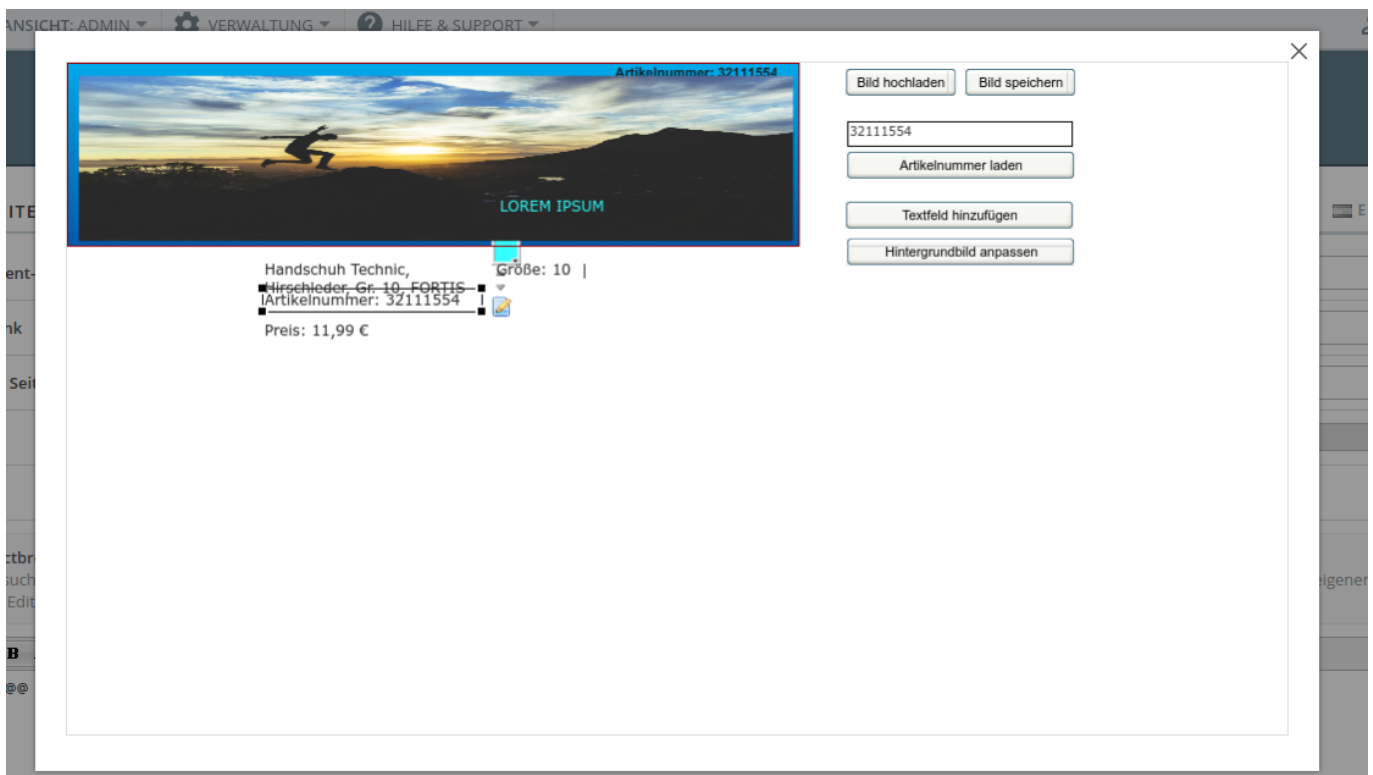 ANSICHT: ADMIN VERWALTUNG HILFE & SUPPORT
Artikelnummer: 32111554
Bild hochladen Bild speichern
32111554
Artikelnummer laden
LOREM IPSUM
Textfeld hinzufügen
Hintergrundbild anpassen
Handschuh Technic, Größe: 10 |
Hirschleder, Gr. 10, FORTIS
Artikelnummer: 32111554
Preis: 11,99 €
ITE
E
ent-
nk
Seit
ctbr
such
eigener
Edit
B
@@